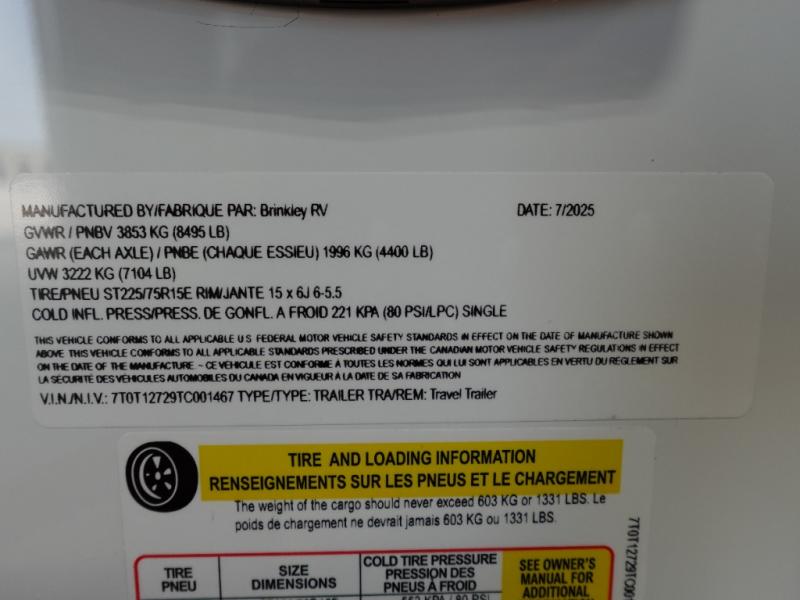 MANUFACTURED BY/FABRIQUE PAR: Brinkley RV DATE: 7/2025
GVWR / PNBV 3853 KG (8495 LB)
GAWR (EACH AXLE) / PNBE (CHAQUE ESSIEU) 1996 KG (4400 LB)
UVW 3222 KG (7104 LB)
TIRE/PNEU ST225/75R15E RIM/JANTE 15 x 6J 6-5.5
COLD INFL. PRESS/PRESS. DE GONFL. A FROID 221 KPA (80 PSI/LPC) SINGLE
THIS VEHICLE CONFORMS TO ALL APPLICABLE U.S. FEDERAL MOTOR VEHICLE SAFETY STANDARDS IN EFFECT ON THE DATE OF MANUFACTURE SHOWN
ABOVE THIS VEHICLE CONFORMS TO ALL APPLICABLE STANDARDS PRESCRIBED UNDER THE CANADIAN MOTOR VEHICLE SAFETY REGULATIONS IN EFFECT
ON THE DATE OF THE MANUFACTURE ~ CE VEHICULE EST CONFORME À TOUTES LES NORMES QUI LUI SONT APPLICABLES EN VERTU DU REGLEMENT SUR
LA SECURITE DES VEHICULES AUTOMOBILES DU CANADA EN VIGUEUR À LA DATE DE SA FABRICATION
V.I.N./N.I.V.: 7T0T12729TC001467 TYPE/TYPE: TRAILER TRA/REM: Travel Trailer
TIRE AND LOADING INFORMATION
RENSEIGNEMENTS SUR LES PNEUS ET LE CHARGEMENT
The weight of the cargo should never exceed 603 KG or 1331 LBS. Le
poids de chargement ne devrait jamais 603 KG ou 1331 LBS.
TIRE
PNEU
SIZE
DIMENSIONS
COLD TIRE PRESSURE
PRESSION DES
PNEUS À FROID
SEE OWNER'S
MANUAL FOR
ADDITIONAL